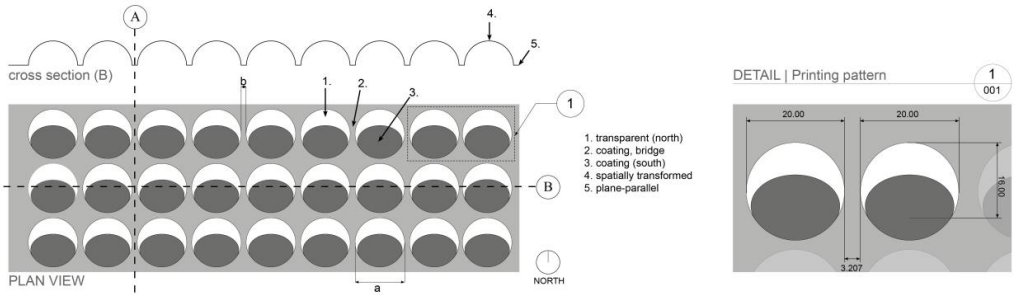 A
4.
5.
cross section (B)
b
1.
2.
3.
1
1. transparent (north)
2. coating, bridge
3. coating (south)
4. spatially transformed
5. plane-parallel
B
NORTH
PLAN VIEW
a
DETAIL | Printing pattern
1
001
20.00
20.00
16.00
3.207